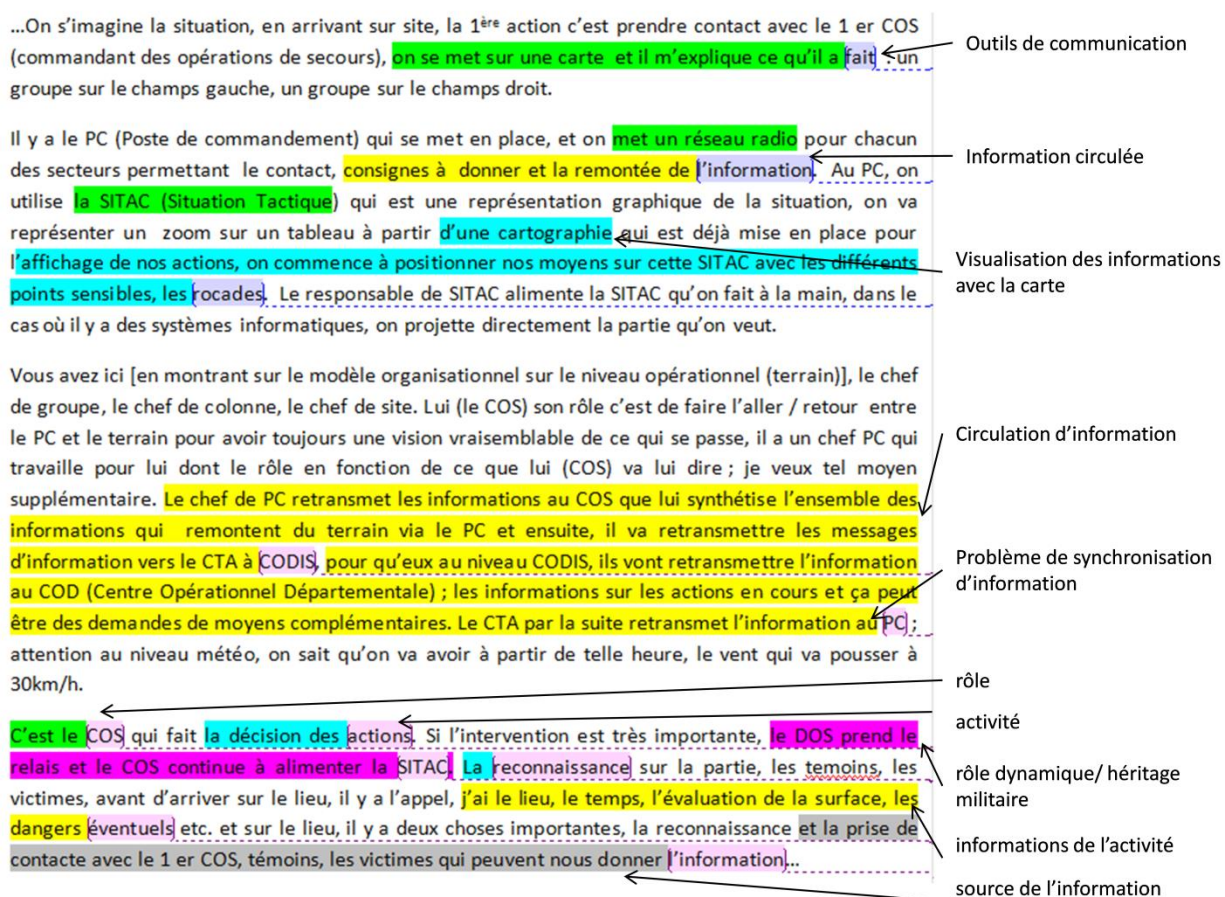 …On s’imagine la situation, en arrivant sur site, la 1ère action c’est prendre contact avec le 1 er COS
(commandant des opérations de secours), on se met sur une carte et il m’explique ce qu’il a fait : un
groupe sur le champs gauche, un groupe sur le champs droit.
Il y a le PC (Poste de commandement) qui se met en place, et on met un réseau radio pour chacun
des secteurs permettant le contact, consignes à donner et la remontée de l’information. Au PC, on
utilise la SITAC (Situation Tactique) qui est une représentation graphique de la situation, on va
représenter un zoom sur un tableau à partir d’une cartographie qui est déjà mise en place pour
l’affichage de nos actions, on commence à positionner nos moyens sur cette SITAC avec les différents
points sensibles, les rocades. Le responsable de SITAC alimente la SITAC qu’on fait à la main, dans le
cas où il y a des systèmes informatiques, on projette directement la partie qu’on veut.
Vous avez ici [en montrant sur le modèle organisationnel sur le niveau opérationnel (terrain)], le chef
de groupe, le chef de colonne, le chef de site. Lui (le COS) son rôle c’est de faire l’aller / retour entre
le PC et le terrain pour avoir toujours une vision vraisemblable de ce qui se passe, il a un chef PC qui
travaille pour lui dont le rôle en fonction de ce que lui (COS) va lui dire ; je veux tel moyen
supplémentaire. Le chef de PC retransmet les informations au COS que lui synthétise l’ensemble des
informations qui remontent du terrain via le PC et ensuite, il va retransmettre les messages
d’information vers le CTA à CODIS, pour qu’eux au niveau CODIS, ils vont retransmettre l’information
au COD (Centre Opérationnel Départementale) ; les informations sur les actions en cours et ça peut
être des demandes de moyens complémentaires. Le CTA par la suite retransmet l’information au PC ;
attention au niveau météo, on sait qu’on va avoir à partir de telle heure, le vent qui va pousser à
30km/h.
C’est le COS qui fait la décision des actions. Si l’intervention est très importante, le DOS prend le
relais et le COS continue à alimenter la SITAC. La reconnaissance sur la partie, les temoins, les
victimes, avant d’arriver sur le lieu, il y a l’appel, j’ai le lieu, le temps, l’évaluation de la surface, les
dangers éventuels etc. et sur le lieu, il y a deux choses importantes, la reconnaissance et la prise de
contacte avec le 1 er COS, témoins, les victimes qui peuvent nous donner l’information…
Outils de communication
Information circulée
Visualisation des informations
avec la carte
Circulation d’information
Problème de synchronisation
d’information
rôle
activité
rôle dynamique/ héritage
militaire
informations de l’activité
source de l’information